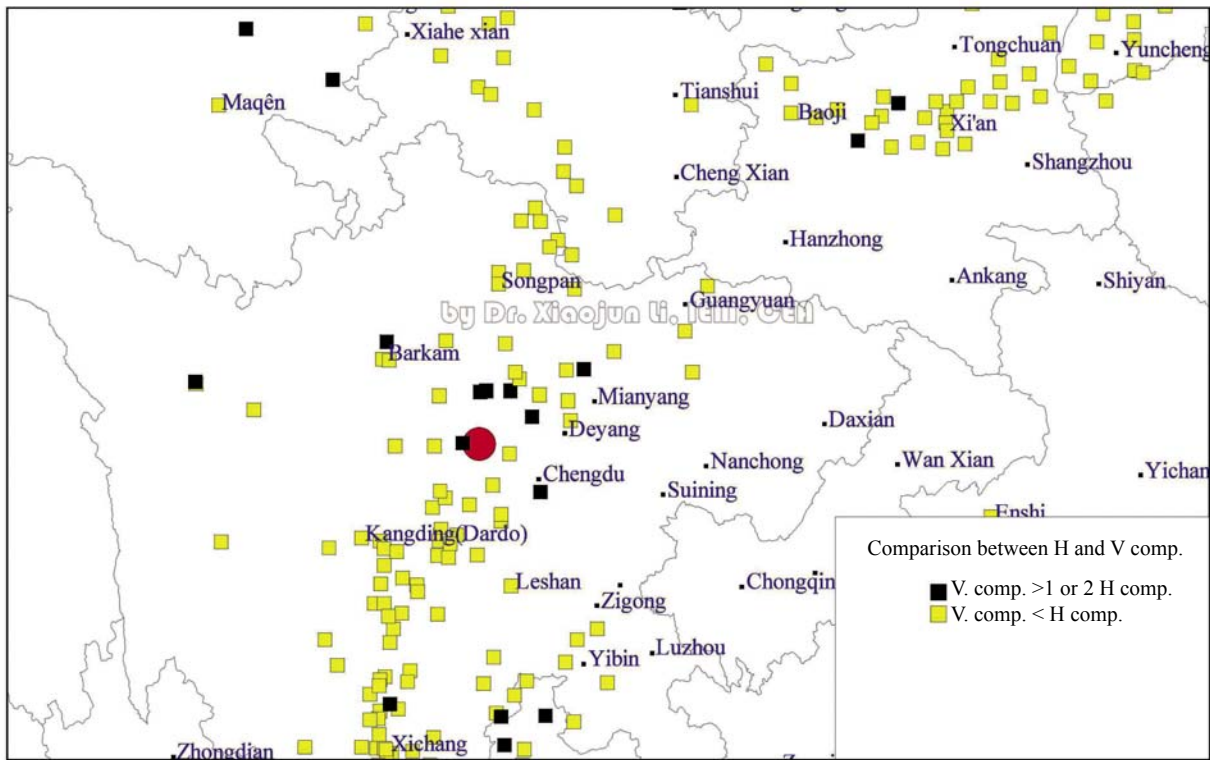 Xiahe xian
Tongchuan
Yuncheng
Maqên
Tianshui
Baoji
Xi'an
Shangzhou
Cheng Xian
Hanzhong
Songpan
Ankang
Shiyan
Guangyuan
by Dr. Xiaojun Li, IEM, CEA
Barkam
Mianyang
Daxian
Deyang
Nanchong
Wan Xian
Yichan
Chengdu
Suining
Enshi
Kangding(Dardo)
Comparison between H and V comp.
Leshan
Chongqin
V. comp. >1 or 2 H comp.
Zigong
V. comp. < H comp.
Luzhou
Yibin
Xichang
Zhongdian